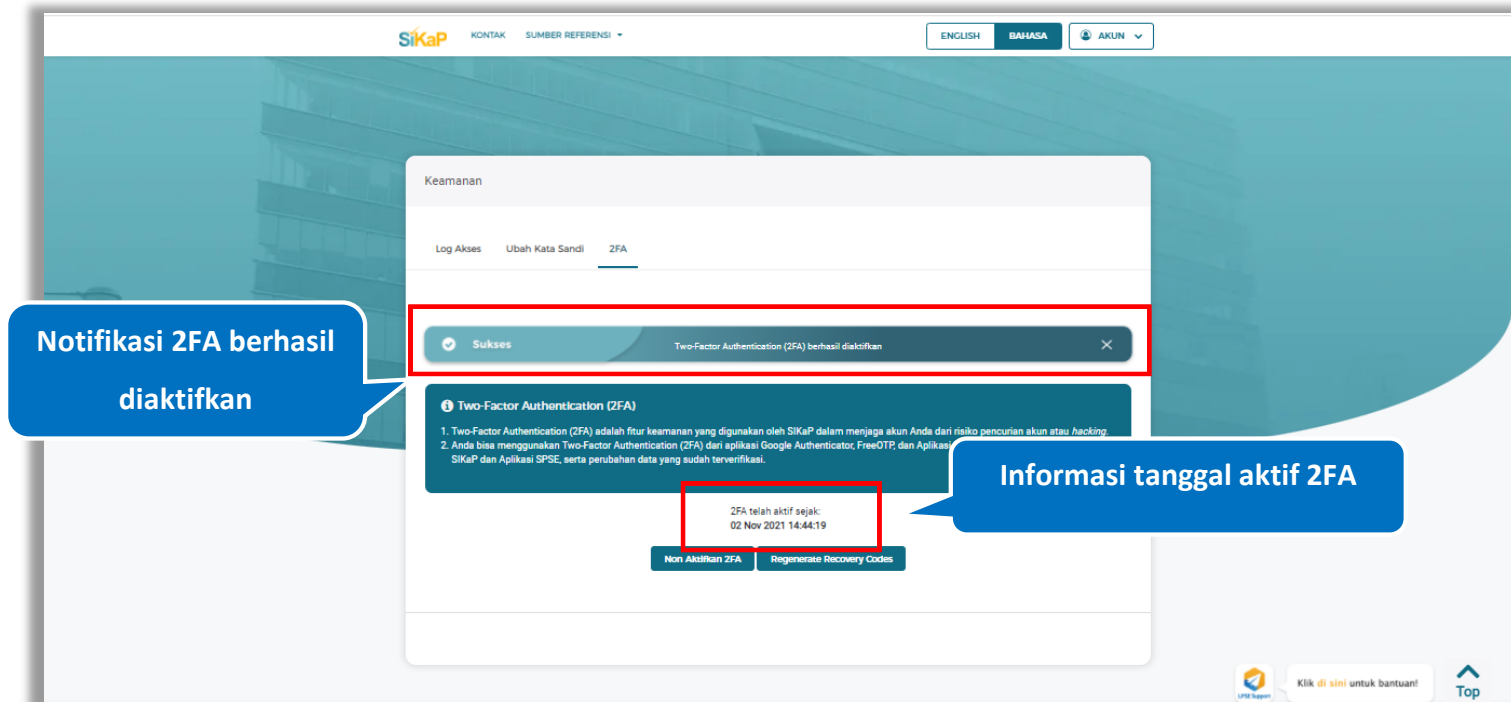 SiKaP KONTAK SUMBER REFERENSI ENGLISH BAHASA AKUN
Keamanan
Log Akses Ubah Kata Sandi 2FA
Notifikasi 2FA berhasil
diaktifkan
Sukses Two-Factor Authentication (2FA) berhasil diaktifkan
Two-Factor Authentication (2FA)
1. Two-Factor Authentication (2FA) adalah fitur keamanan yang digunakan oleh SIKaP dalam menjaga akun Anda dari risiko pencurian akun atau hacking.
2. Anda bisa menggunakan Two-Factor Authentication (2FA) dari aplikasi Google Authenticator, FreeOTP, dan Aplikasi
SIKaP dan Aplikasi SPSE, serta perubahan data yang sudah terverifikasi.
Informasi tanggal aktif 2FA
2FA telah aktif sejak:
02 Nov 2021 14:44:19
Non Aktifkan 2FA Regenerate Recovery Codes
LPSE Support Klik di sini untuk bantuan! Top